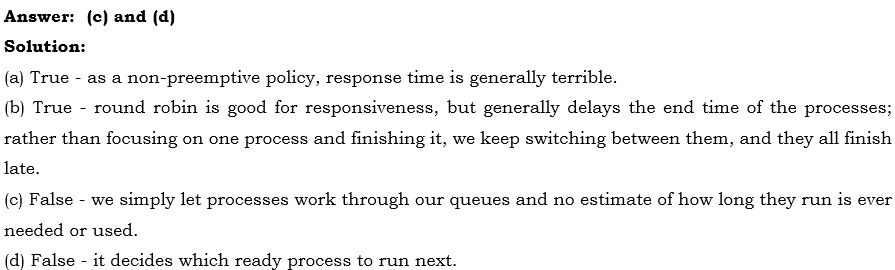 Answer: (c) and (d)
Solution:
(a) True - as a non-preemptive policy, response time is generally terrible.
(b) True - round robin is good for responsiveness, but generally delays the end time of the processes;
rather than focusing on one process and finishing it, we keep switching between them, and they all finish
late.
(c) False - we simply let processes work through our queues and no estimate of how long they run is ever
needed or used.
(d) False - it decides which ready process to run next.